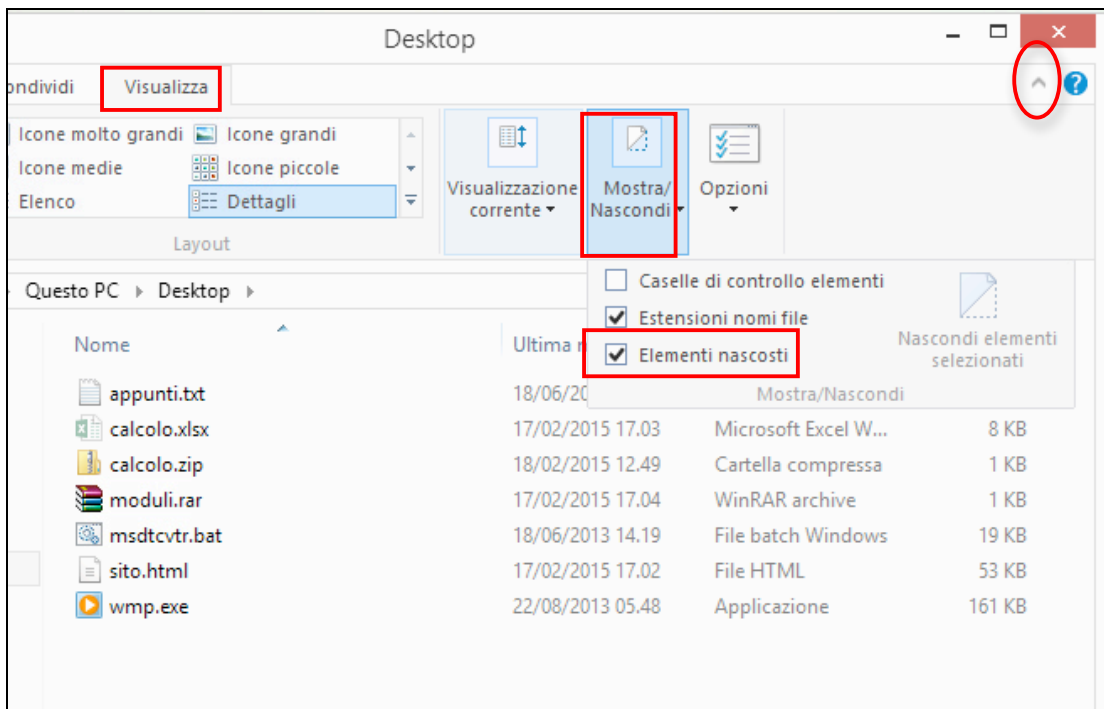 Desktop
ondividi Visualizza
Icone molto grandi Icone grandi
Icone medie Icone piccole
Elenco Dettagli
Layout
Visualizzazione corrente
Mostra/ Nascondi
Opzioni
Questo PC Desktop
Caselle di controllo elementi
Estensioni nomi file
Elementi nascosti
Nascondi elementi selezionati
Mostra/Nascondi
Nome Ultima
appunti.txt 18/06/20
calcolo.xlsx 17/02/2015 17.03 Microsoft Excel W... 8 KB
calcolo.zip 18/02/2015 12.49 Cartella compressa 1 KB
moduli.rar 17/02/2015 17.04 WinRAR archive 1 KB
msdtcvtr.bat 18/06/2013 14.19 File batch Windows 19 KB
sito.html 17/02/2015 17.02 File HTML 53 KB
wmp.exe 22/08/2013 05.48 Applicazione 161 KB